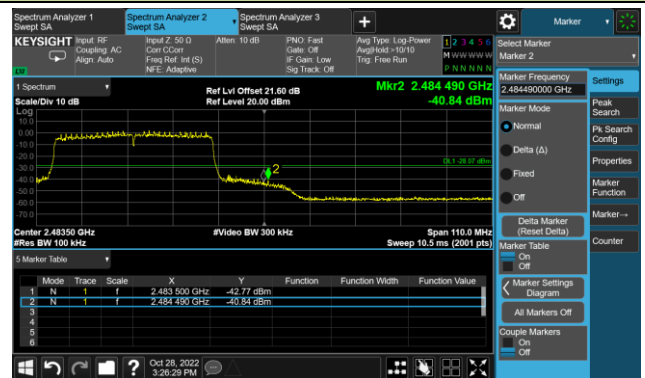 Spectrum Analyzer 1
Swept SA
Spectrum Analyzer 2
Swept SA
Spectrum Analyzer 3
Swept SA
+
Marker
KEYSIGHT
Input: RF
Coupling: AC
Align: Auto
Input Z: 50 Ω
Corr CCorr
Freq Ref: Int (S)
NFE: Adaptive
Atten: 10 dB
PNO: Fast
Gate: Off
IF Gain: Low
Sig Track: Off
Avg Type: Log-Power
Avg|Hold:>10/10
Trig: Free Run
1 2 3 4 5 6
M W W W W W
P N N N N N
LW
Select Marker
Marker 2
1 Spectrum
Scale/Div 10 dB
Log
Ref Lvl Offset 21.60 dB
Ref Level 20.00 dBm
Mkr2 2.484 490 GHz
-40.84 dBm
10.0
0.00
-10.0
-20.0
-30.0
-40.0
-50.0
-60.0
-70.0
2
DL1 -28.07 dBm
Center 2.48350 GHz
#Res BW 100 kHz
#Video BW 300 kHz
Span 110.0 MHz
Sweep 10.5 ms (2001 pts)
5 Marker Table
Mode Trace Scale X Y Function Function Width Function Value
1 N 1 f 2.483 500 GHz -42.77 dBm
2 N 1 f 2.484 490 GHz -40.84 dBm
3
4
5
6
Marker Frequency
2.484490000 GHz
Marker Mode
Normal
Delta (Δ)
Fixed
Off
Delta Marker
(Reset Delta)
Marker Table
On
Off
Marker Settings
Diagram
All Markers Off
Couple Markers
On
Off
Settings
Peak
Search
Pk Search
Config
Properties
Marker
Function
Marker→
Counter
?
Oct 28, 2022
3:26:29 PM